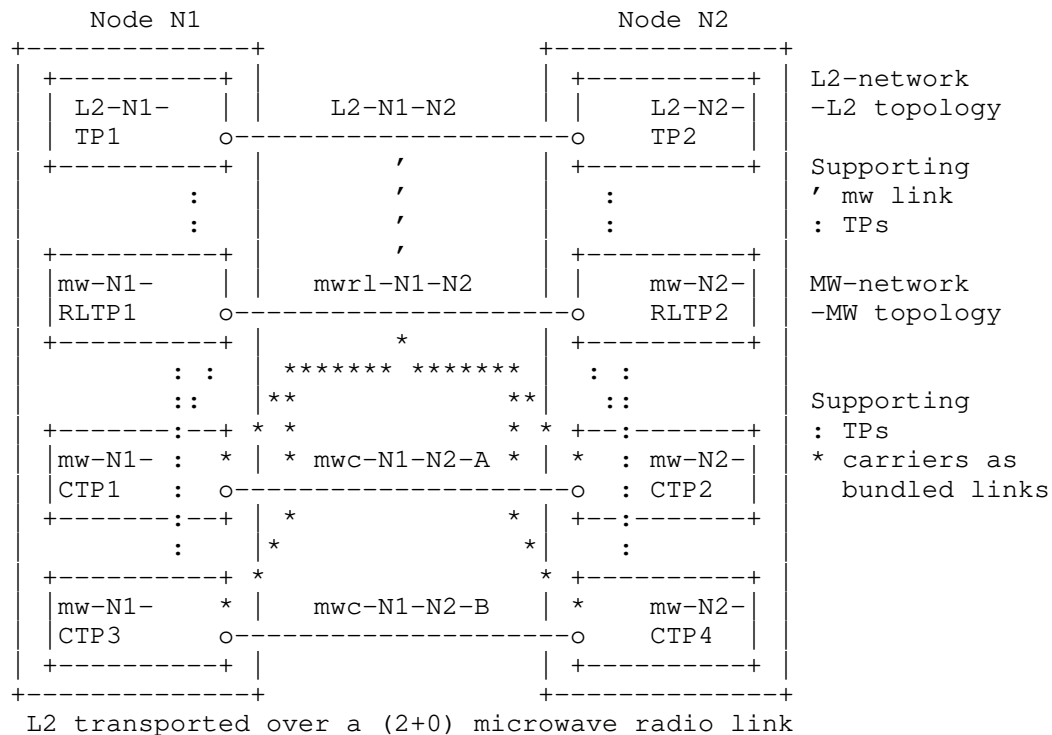 Node N1 Node N2
L2-N1- L2-N1-N2 L2-N2- L2-network
TP1 TP2 -L2 topology
Supporting
' mw link
: TPs
mw-N1- mwrl-N1-N2 mw-N2- MW-network
RLTP1 RLTP2 -MW topology
Supporting
: TPs
mw-N1- mwc-N1-N2-A mw-N2- * carriers as
CTP1 CTP2 bundled links
mw-N1- mwc-N1-N2-B mw-N2-
CTP3 CTP4
L2 transported over a (2+0) microwave radio link